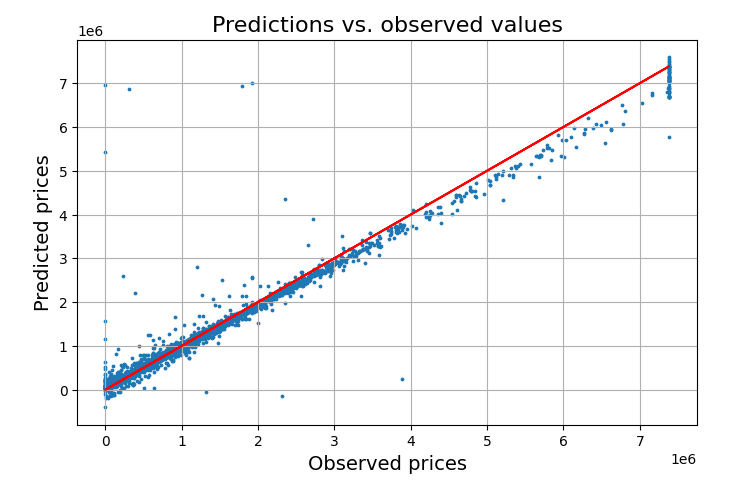 Predictions vs. observed values
1e6
7
6
5
4
3
2
1
0
Predicted prices
0 1 2 3 4 5 6 7
1e6
Observed prices